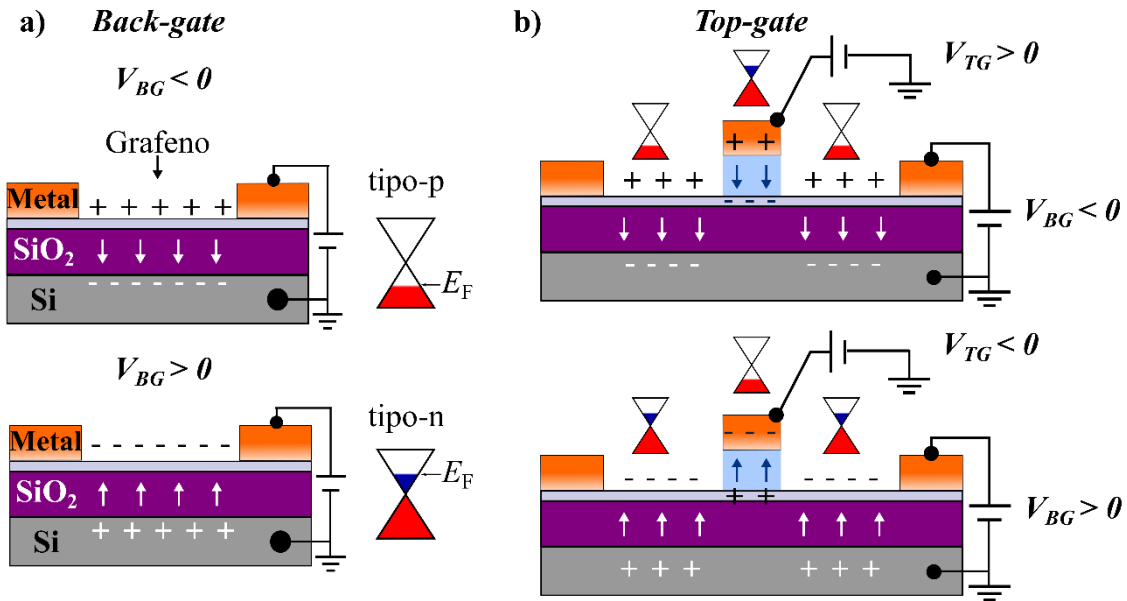 a) Back-gate
V_BG < 0
Grafeno
Metal
+ + + + +
SiO₂
- - - - - - -
Si
tipo-p
E_F
V_BG > 0
Metal
- - - - - -
SiO₂
+ + + + +
Si
tipo-n
E_F
b) Top-gate
V_TG > 0
+ +
+ + + + + +
- - -
V_BG < 0
- - - - - - - -
V_TG < 0
- - -
- - - - - - - -
+ +
V_BG > 0
+ + + + + +